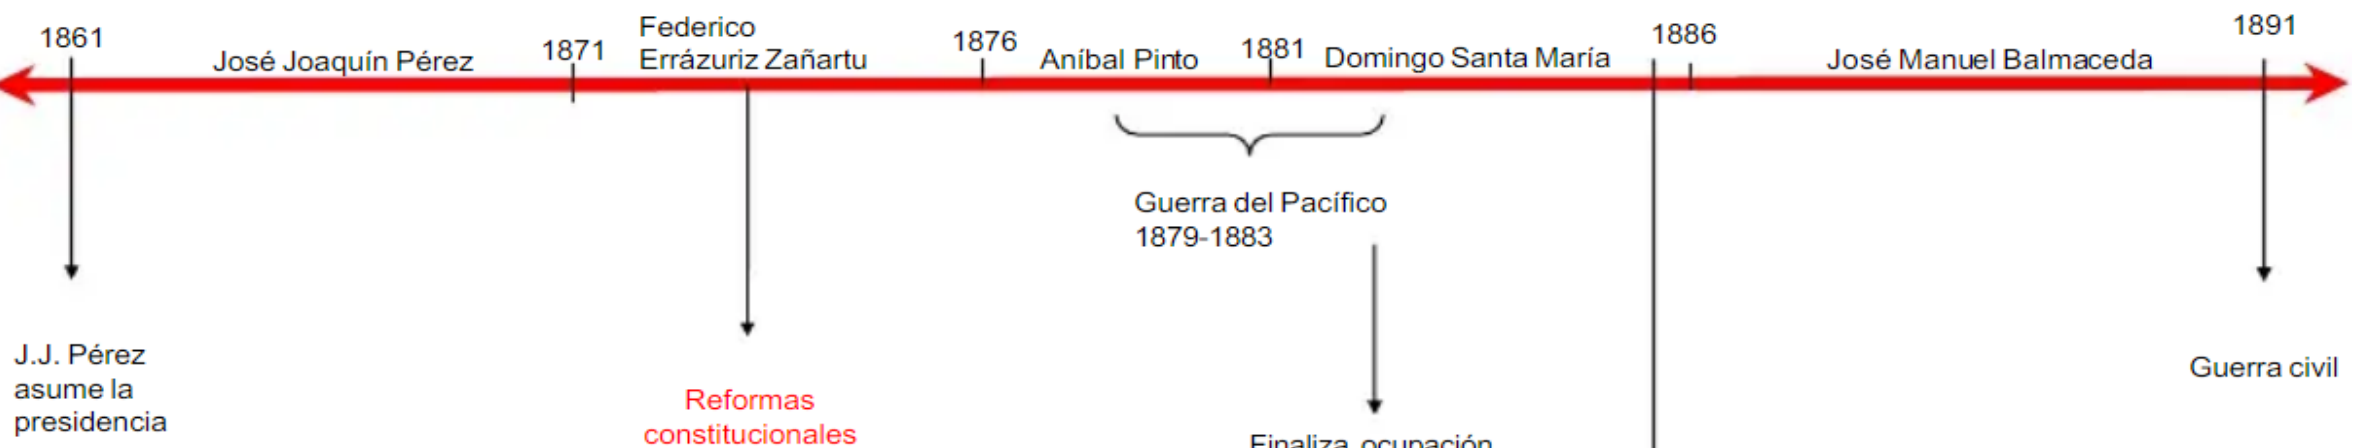 1861
José Joaquín Pérez
1871
Federico
Errázuriz Zañartu
1876
Aníbal Pinto
1881
Domingo Santa María
1886
José Manuel Balmaceda
1891
Guerra del Pacífico
1879-1883
J.J. Pérez
asume la
presidencia
Reformas
constitucionales
Finaliza ocupación
Guerra civil